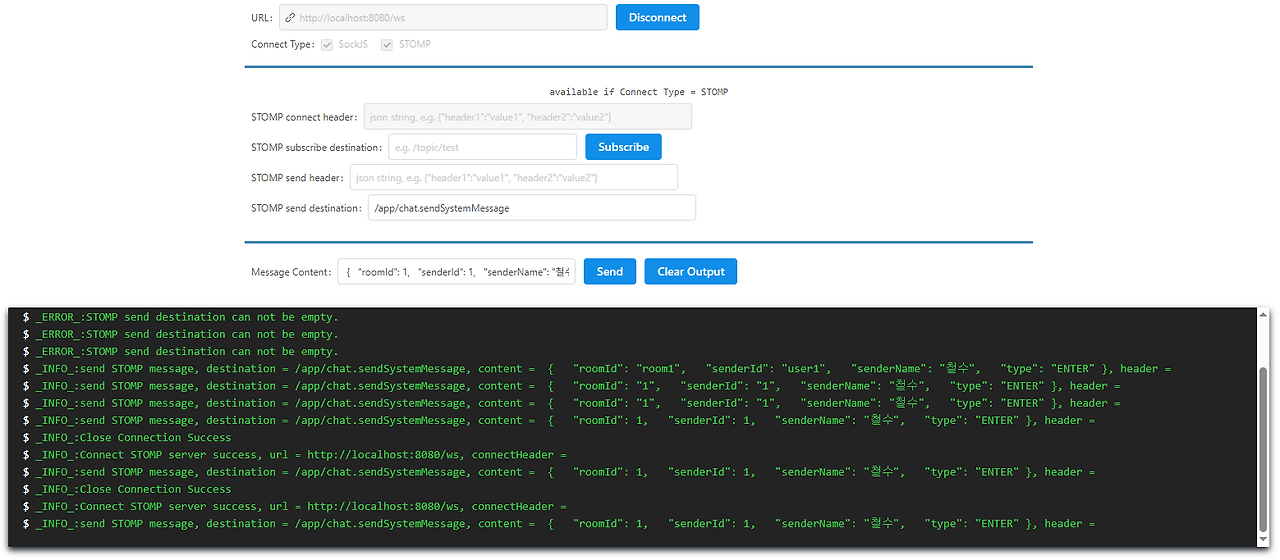 URL: http://localhost:8080/ws Disconnect
Connect Type: SockJS STOMP
available if Connect Type = STOMP
STOMP connect header: json string, e.g. {"header1":"value1", "header2":"value2"}
STOMP subscribe destination: e.g. /topic/test Subscribe
STOMP send header: json string, e.g. {"header1":"value1", "header2":"value2"}
STOMP send destination: /app/chat.sendSystemMessage
Message Content: { "roomId": 1, "senderId": 1, "senderName": "철수 Send Clear Output
$ _ERROR_:STOMP send destination can not be empty.
$ _ERROR_:STOMP send destination can not be empty.
$ _ERROR_:STOMP send destination can not be empty.
$ _INFO_:send STOMP message, destination = /app/chat.sendSystemMessage, content = { "roomId": "room1", "senderId": "user1", "senderName": "철수", "type": "ENTER" }, header =
$ _INFO_:send STOMP message, destination = /app/chat.sendSystemMessage, content = { "roomId": "1", "senderId": "1", "senderName": "철수", "type": "ENTER" }, header =
$ _INFO_:send STOMP message, destination = /app/chat.sendSystemMessage, content = { "roomId": "1", "senderId": "1", "senderName": "철수", "type": "ENTER" }, header =
$ _INFO_:send STOMP message, destination = /app/chat.sendSystemMessage, content = { "roomId": 1, "senderId": 1, "senderName": "철수", "type": "ENTER" }, header =
$ _INFO_:Close Connection Success
$ _INFO_:Connect STOMP server success, url = http://localhost:8080/ws, connectHeader =
$ _INFO_:send STOMP message, destination = /app/chat.sendSystemMessage, content = { "roomId": 1, "senderId": 1, "senderName": "철수", "type": "ENTER" }, header =
$ _INFO_:Close Connection Success
$ _INFO_:Connect STOMP server success, url = http://localhost:8080/ws, connectHeader =
$ _INFO_:send STOMP message, destination = /app/chat.sendSystemMessage, content = { "roomId": 1, "senderId": 1, "senderName": "철수", "type": "ENTER" }, header =